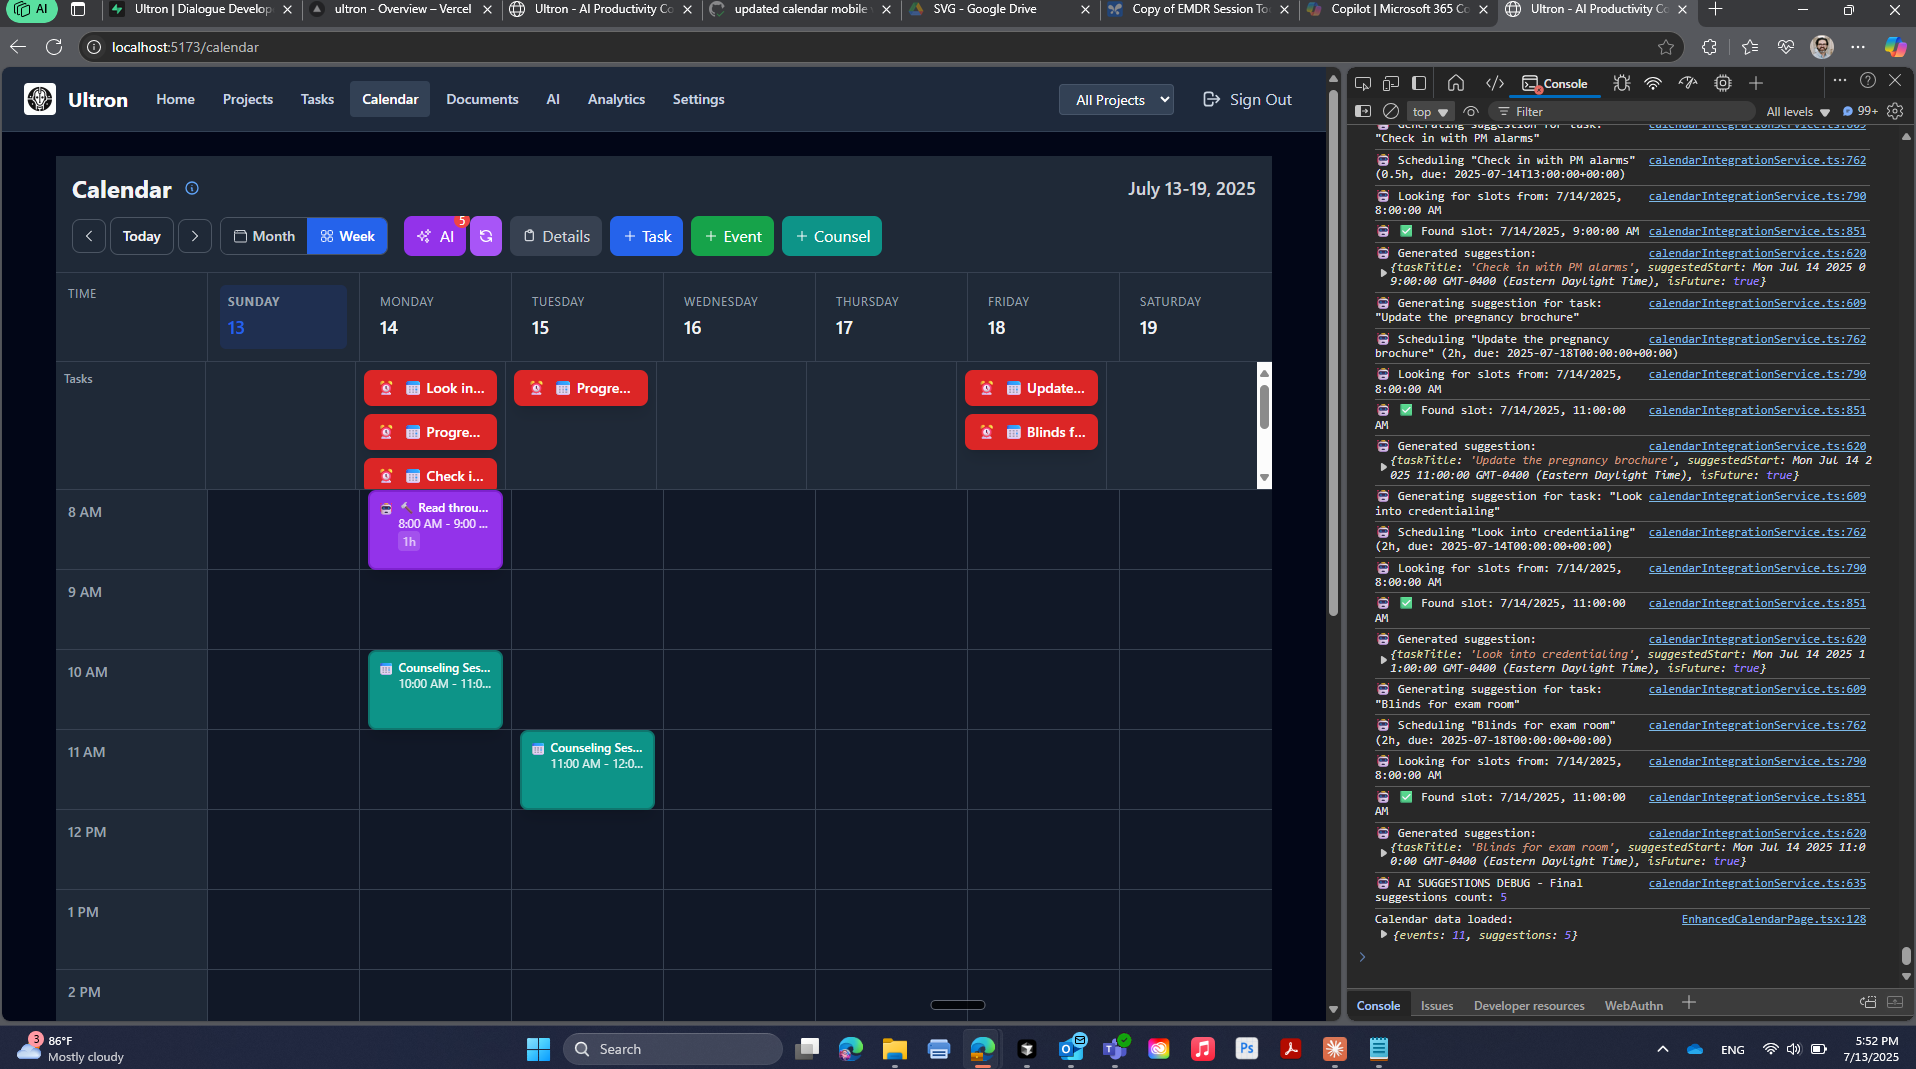 AI
Ultron | Dialogue Develop
ultron - Overview – Vercel
Ultron - AI Productivity Co
updated calendar mobile
SVG - Google Drive
Copy of EMDR Session To
Copilot | Microsoft 365 Co
Ultron - AI Productivity Co
localhost:5173/calendar
Ultron
Home
Projects
Tasks
Calendar
Documents
AI
Analytics
Settings
All Projects
Sign Out
Calendar
July 13-19, 2025
Today
Month
Week
AI
5
Details
+ Task
+ Event
+ Counsel
TIME
SUNDAY
13
MONDAY
14
TUESDAY
15
WEDNESDAY
16
THURSDAY
17
FRIDAY
18
SATURDAY
19
Tasks
Look in...
Progre...
Update...
Progre...
Blinds f...
Check i...
8 AM
Read throu...
8:00 AM - 9:00 ...
1h
9 AM
10 AM
Counseling Ses...
10:00 AM - 11:0...
11 AM
Counseling Ses...
11:00 AM - 12:0...
12 PM
1 PM
2 PM
Console
top
Filter
All levels
99+
Generating suggestion for task: calendarIntegrationService.ts:609
"Check in with PM alarms"
Scheduling "Check in with PM alarms" calendarIntegrationService.ts:762
(0.5h, due: 2025-07-14T13:00:00+00:00)
Looking for slots from: 7/14/2025, calendarIntegrationService.ts:790
8:00:00 AM
Found slot: 7/14/2025, 9:00:00 AM calendarIntegrationService.ts:851
Generated suggestion: calendarIntegrationService.ts:620
{taskTitle: 'Check in with PM alarms', suggestedStart: Mon Jul 14 2025 0
9:00:00 GMT-0400 (Eastern Daylight Time), isFuture: true}
Generating suggestion for task: calendarIntegrationService.ts:609
"Update the pregnancy brochure"
Scheduling "Update the pregnancy calendarIntegrationService.ts:762
brochure" (2h, due: 2025-07-18T00:00:00+00:00)
Looking for slots from: 7/14/2025, calendarIntegrationService.ts:790
8:00:00 AM
Found slot: 7/14/2025, 11:00:00 calendarIntegrationService.ts:851
AM
Generated suggestion: calendarIntegrationService.ts:620
{taskTitle: 'Update the pregnancy brochure', suggestedStart: Mon Jul 14 2
025 11:00:00 GMT-0400 (Eastern Daylight Time), isFuture: true}
Generating suggestion for task: "Look calendarIntegrationService.ts:609
into credentialing"
Scheduling "Look into credentialing" calendarIntegrationService.ts:762
(2h, due: 2025-07-14T00:00:00+00:00)
Looking for slots from: 7/14/2025, calendarIntegrationService.ts:790
8:00:00 AM
Found slot: 7/14/2025, 11:00:00 calendarIntegrationService.ts:851
AM
Generated suggestion: calendarIntegrationService.ts:620
{taskTitle: 'Look into credentialing', suggestedStart: Mon Jul 14 2025 1
1:00:00 GMT-0400 (Eastern Daylight Time), isFuture: true}
Generating suggestion for task: calendarIntegrationService.ts:609
"Blinds for exam room"
Scheduling "Blinds for exam room" calendarIntegrationService.ts:762
(2h, due: 2025-07-18T00:00:00+00:00)
Looking for slots from: 7/14/2025, calendarIntegrationService.ts:790
8:00:00 AM
Found slot: 7/14/2025, 11:00:00 calendarIntegrationService.ts:851
AM
Generated suggestion: calendarIntegrationService.ts:620
{taskTitle: 'Blinds for exam room', suggestedStart: Mon Jul 14 2025 11:0
0:00 GMT-0400 (Eastern Daylight Time), isFuture: true}
AI SUGGESTIONS DEBUG - Final calendarIntegrationService.ts:635
suggestions count: 5
Calendar data loaded: EnhancedCalendarPage.tsx:128
{events: 11, suggestions: 5}
Console
Issues
Developer resources
WebAuthn
3
86°F
Mostly cloudy
Search
Ps
ENG
5:52 PM
7/13/2025